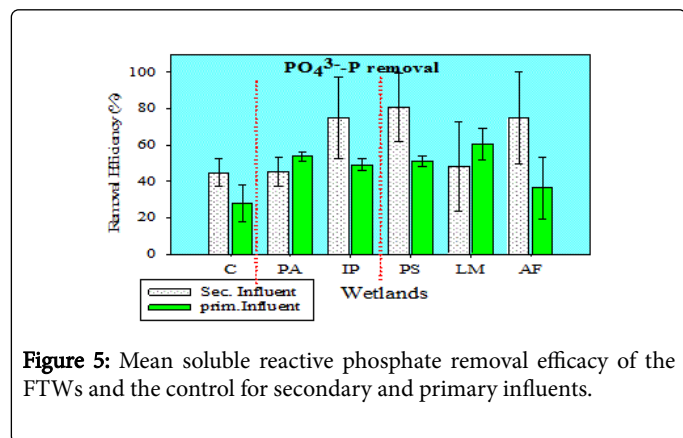 PO₄³⁻-P removal
Removal Efficiency (%)
100
80
60
40
20
0
C PA IP PS LM AF
Sec. Influent
prim.Influent
Wetlands
Figure 5: Mean soluble reactive phosphate removal efficacy of the
FTWs and the control for secondary and primary influents.